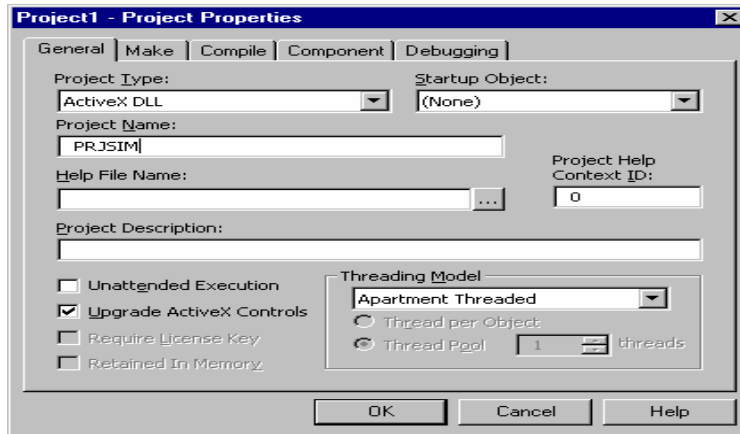 Project1 - Project Properties
General Make Compile Component Debugging
Project Type: Startup Object:
ActiveX DLL (None)
Project Name:
PRJSIM
Project Help
Help File Name: Context ID:
... 0
Project Description:
Unattended Execution Threading Model
Upgrade ActiveX Controls Apartment Threaded
Require License Key Thread per Object
Retained In Memory Thread Pool 1 threads
OK Cancel Help